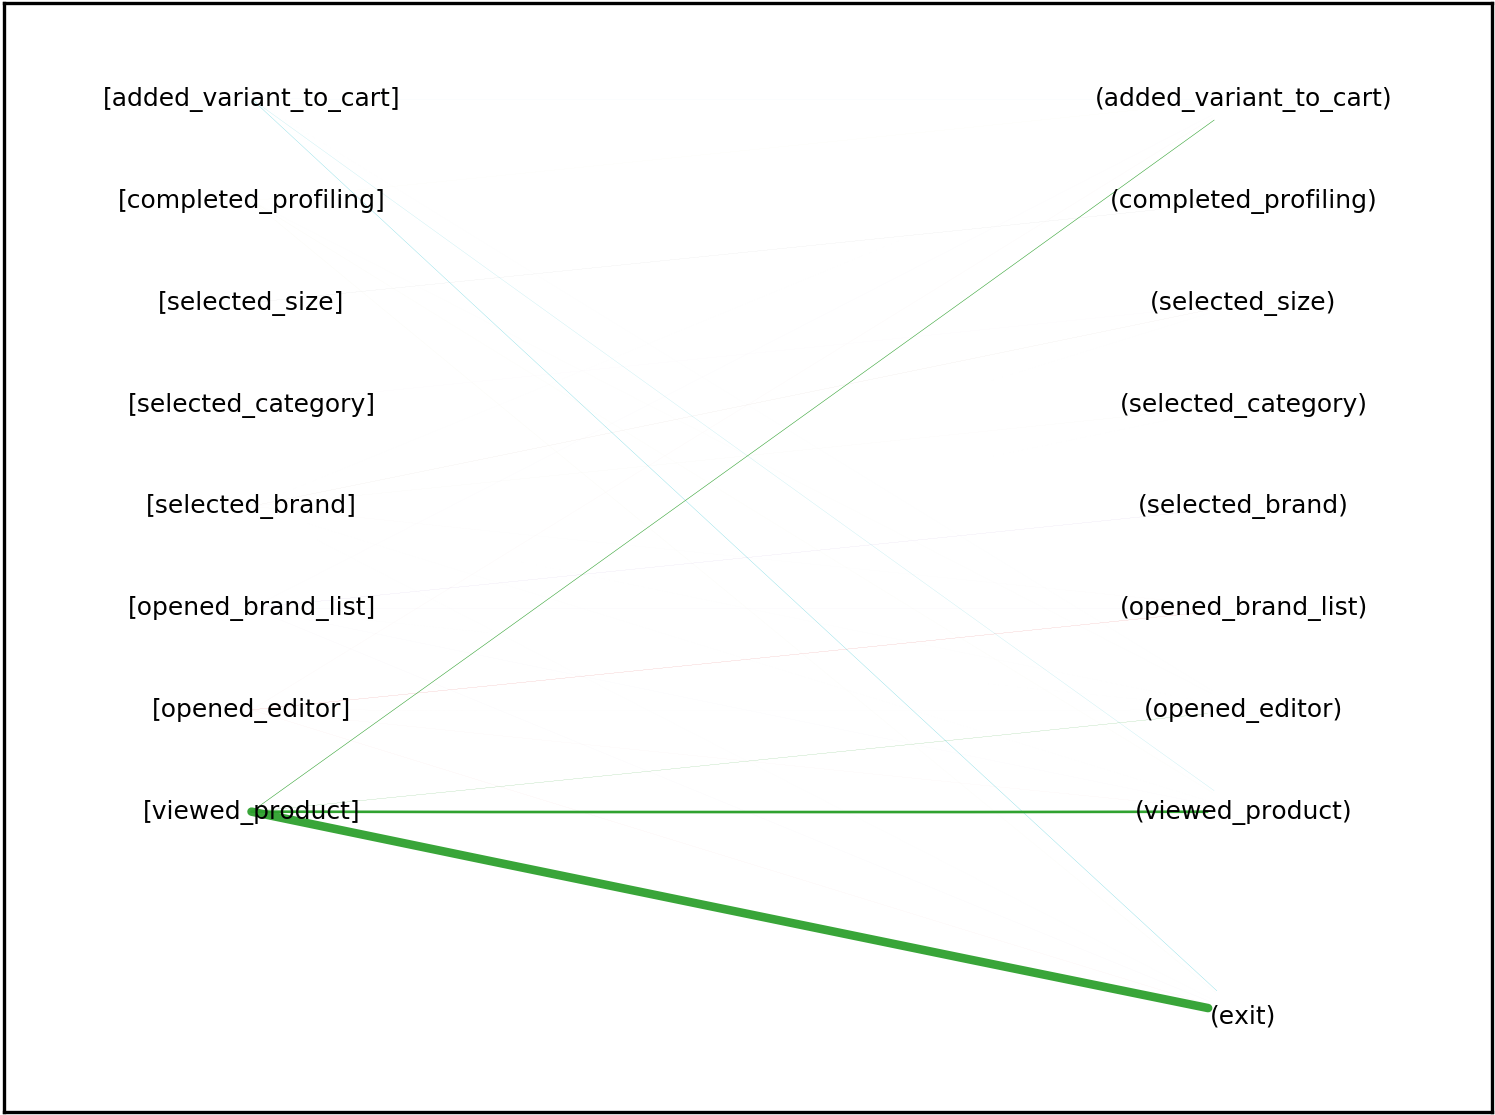 [added_variant_to_cart] (added_variant_to_cart)
[completed_profiling] (completed_profiling)
[selected_size] (selected_size)
[selected_category] (selected_category)
[selected_brand] (selected_brand)
[opened_brand_list] (opened_brand_list)
[opened_editor] (opened_editor)
[viewed_product] (viewed_product)
(exit)